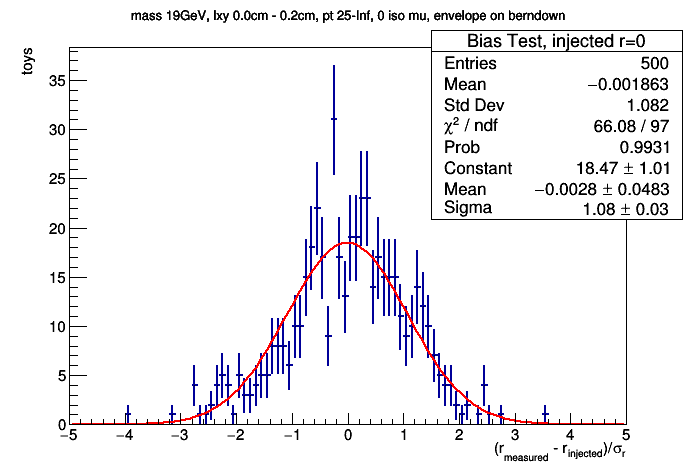 mass 19GeV, lxy 0.0cm - 0.2cm, pt 25-Inf, 0 iso mu, envelope on berndown
Bias Test, injected r=0
Entries 500
Mean −0.001863
Std Dev 1.082
χ² / ndf 66.08 / 97
Prob 0.9931
Constant 18.47 ± 1.01
Mean −0.0028 ± 0.0483
Sigma 1.08 ± 0.03
toys
35
30
25
20
15
10
5
0
−5 −4 −3 −2 −1 0 1 2 3 4 5
(r_measured - r_injected)/σ_r